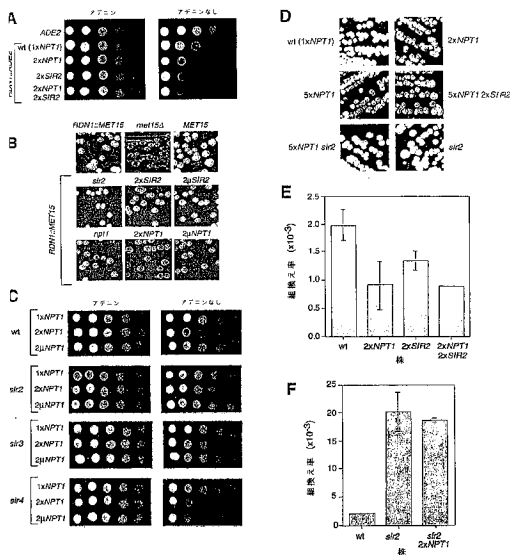 A
アデニン
アデニンなし
ADE2
wt (1xNPT1)
2xNPT1
2xSIR2
2xNPT1
2xSIR2
RDN1::ADE2
B
RDN1::MET15
met15Δ
MET15
sir2
2xSIR2
2μSIR2
npt1
2xNPT1
2μNPT1
RDN1::MET15
C
アデニン
アデニンなし
wt
1xNPT1
2xNPT1
2μNPT1
sir2
1xNPT1
2xNPT1
2μNPT1
sir3
1xNPT1
2xNPT1
2μNPT1
sir4
1xNPT1
2xNPT1
2μNPT1
D
wt (1xNPT1)
2xNPT1
5xNPT1
5xNPT1 2xSIR2
5xNPT1 sir2
sir2
E
組換え率 (x10-3)
2.5
2.0
1.5
1.0
0.5
0.0
wt
2xNPT1
2xSIR2
2xNPT1
2xSIR2
株
F
組換え率 (x10-3)
25
20
15
10
5
0
wt
sir2
sir2
2xNPT1
株